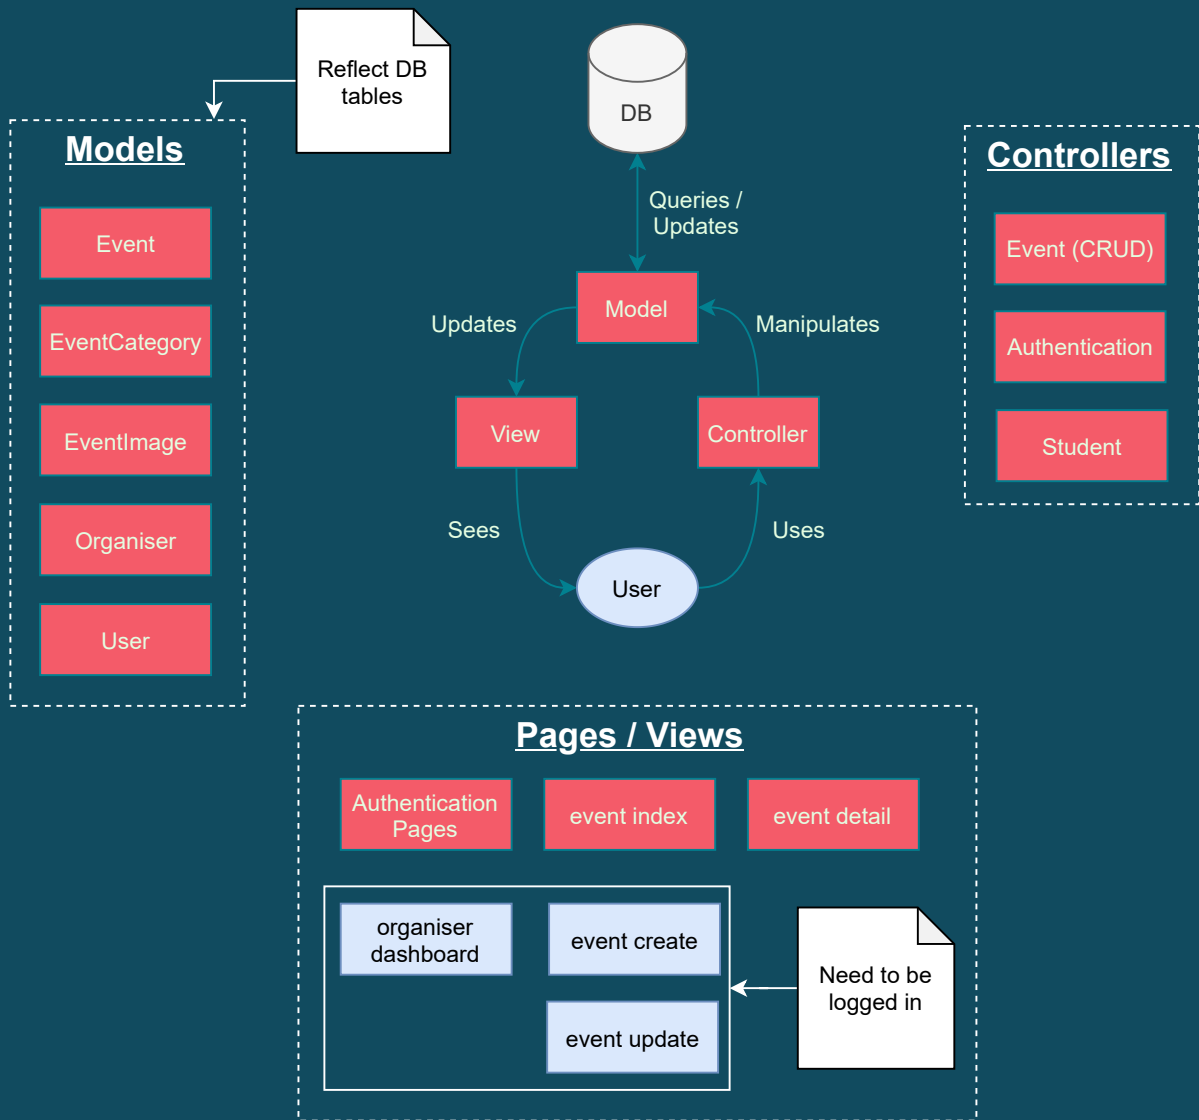 Reflect DB
tables
DB
Models
Event
EventCategory
EventImage
Organiser
User
Queries /
Updates
Model
Updates
Manipulates
View
Controller
Sees
Uses
User
Controllers
Event (CRUD)
Authentication
Student
Pages / Views
Authentication
Pages
event index
event detail
organiser
dashboard
event create
event update
Need to be
logged in